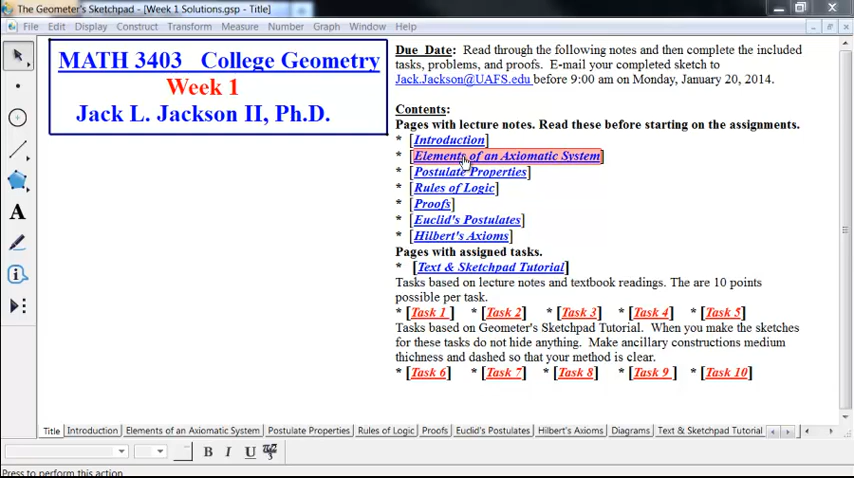 The Geometer's Sketchpad - [Week 1 Solutions.gsp - Title]
File Edit Display Construct Transform Measure Number Graph Window Help
MATH 3403 College Geometry
Week 1
Jack L. Jackson II, Ph.D.
Due Date: Read through the following notes and then complete the included
tasks, problems, and proofs. E-mail your completed sketch to
Jack.Jackson@UAFS.edu before 9:00 am on Monday, January 20, 2014.
Contents:
Pages with lecture notes. Read these before starting on the assignments.
* [Introduction]
* [Elements of an Axiomatic System]
* [Postulate Properties]
* [Rules of Logic]
* [Proofs]
* [Euclid's Postulates]
* [Hilbert's Axioms]
Pages with assigned tasks.
* [Text & Sketchpad Tutorial]
Tasks based on lecture notes and textbook readings. The are 10 points
possible per task.
* [Task 1 ] * [Task 2] * [Task 3] * [Task 4] * [Task 5]
Tasks based on Geometer's Sketchpad Tutorial. When you make the sketches
for these tasks do not hide anything. Make ancillary constructions medium
thickness and dashed so that your method is clear.
* [Task 6] * [Task 7] * [Task 8] * [Task 9 ] * [Task 10]
Title Introduction Elements of an Axiomatic System Postulate Properties Rules of Logic Proofs Euclid's Postulates Hilbert's Axioms Diagrams Text & Sketchpad Tutorial
B I U
Press to perform this action